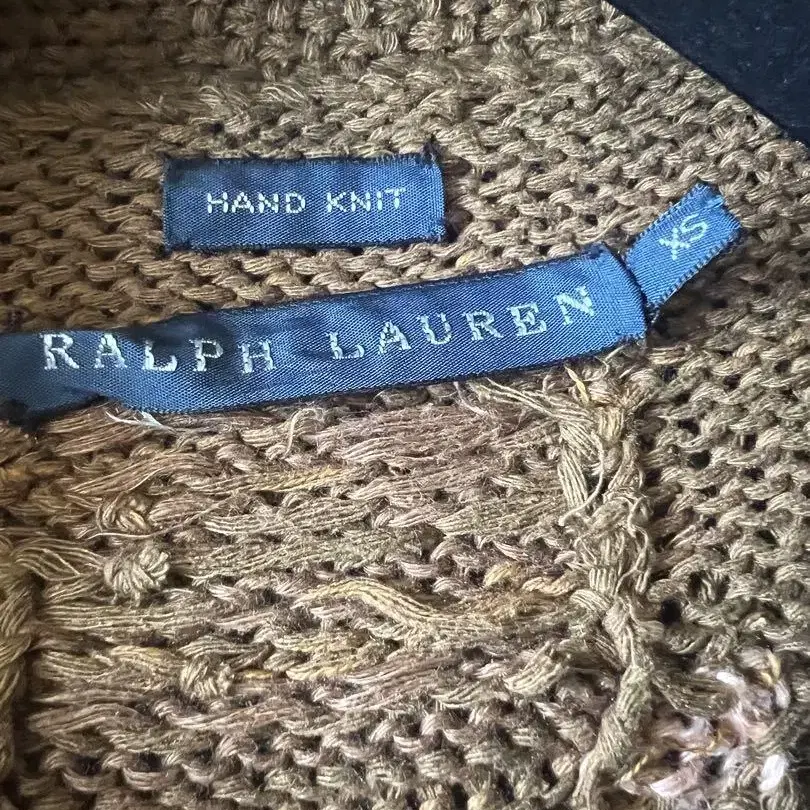 HAND KNIT
RALPH LAUREN
XS